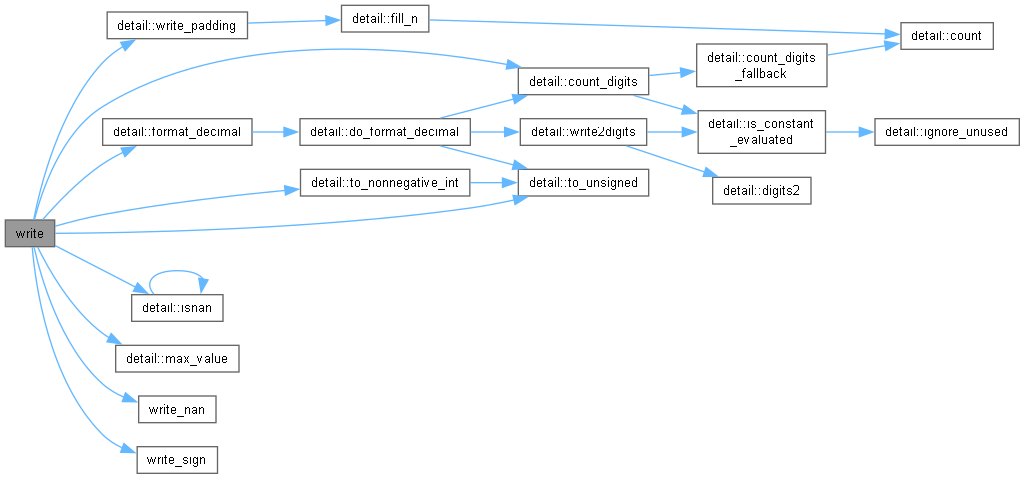 detail::write_padding
detail::fill_n
detail::count
detail::count_digits
detail::count_digits
_fallback
detail::format_decimal
detail::do_format_decimal
detail::write2digits
detail::is_constant
_evaluated
detail::ignore_unused
detail::to_nonnegative_int
detail::to_unsigned
detail::digits2
write
detail::isnan
detail::max_value
write_nan
write_sign